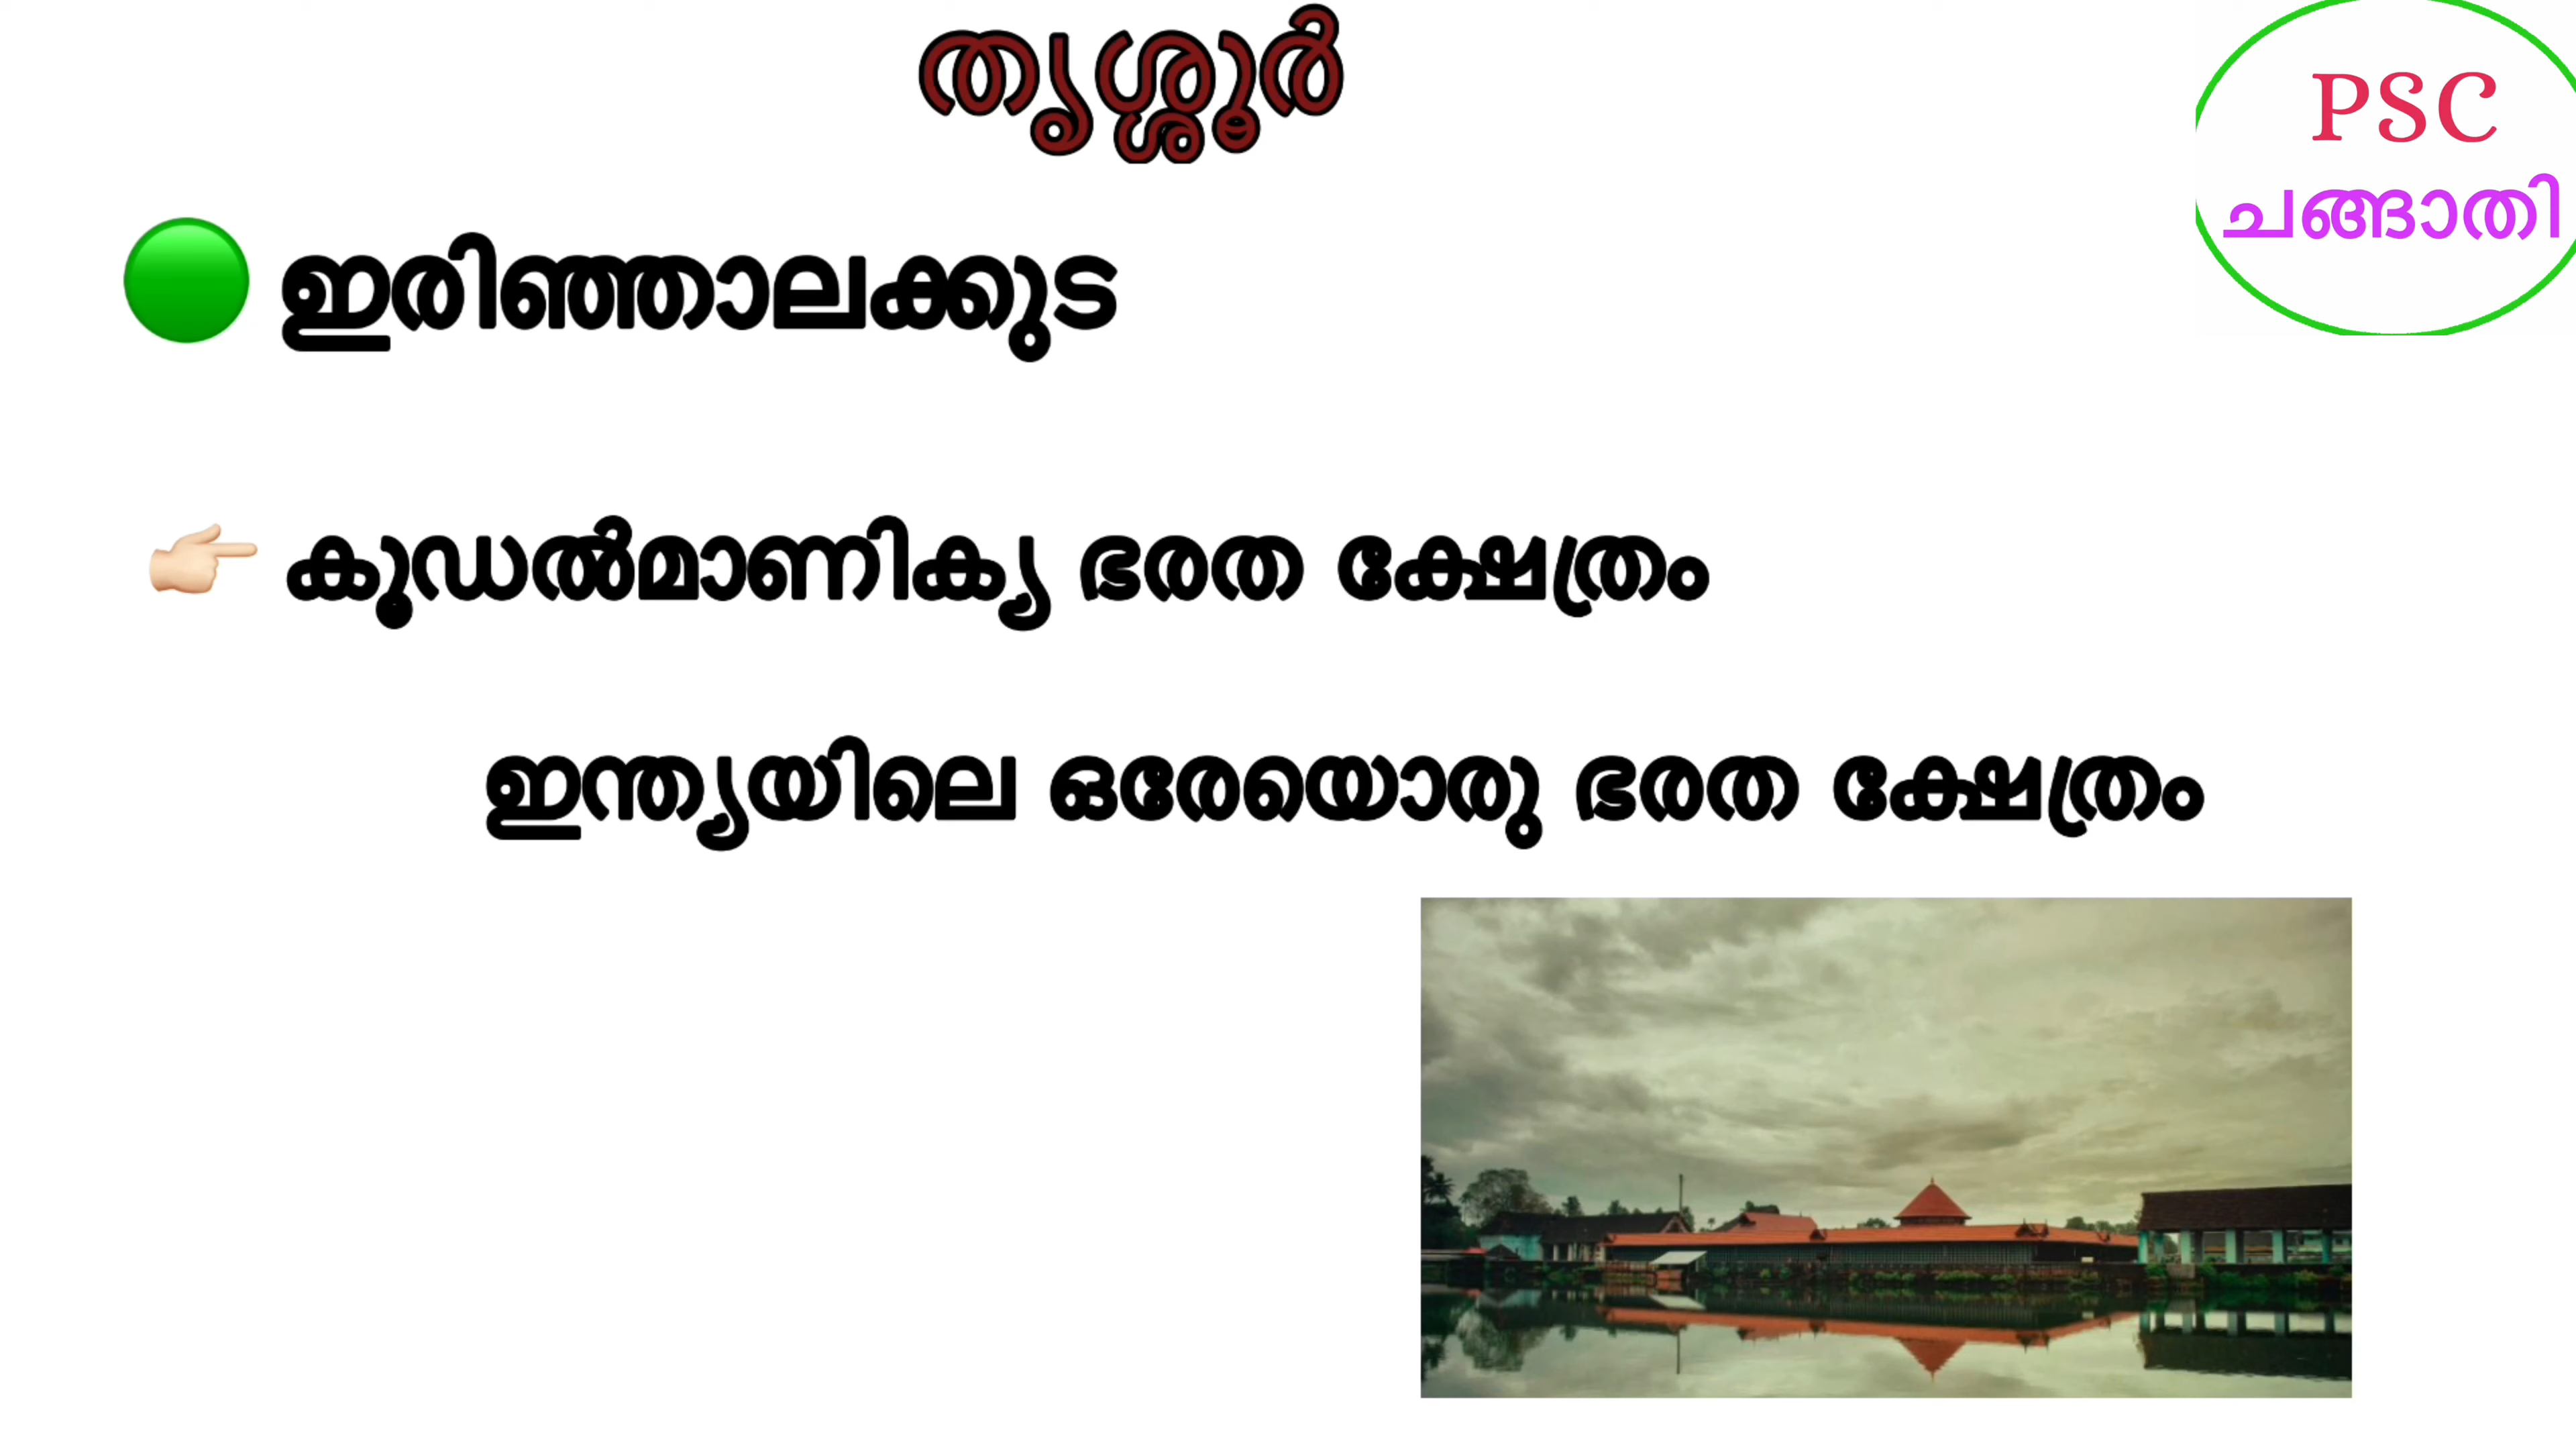 തൃശ്ശൂർ
PSC
ചങ്ങാതി
ഇരിഞ്ഞാലക്കുട
കൂഡൽമാണിക്യ ഭരത ക്ഷേത്രം
ഇന്ത്യയിലെ ഒരേയൊരു ഭരത ക്ഷേത്രം